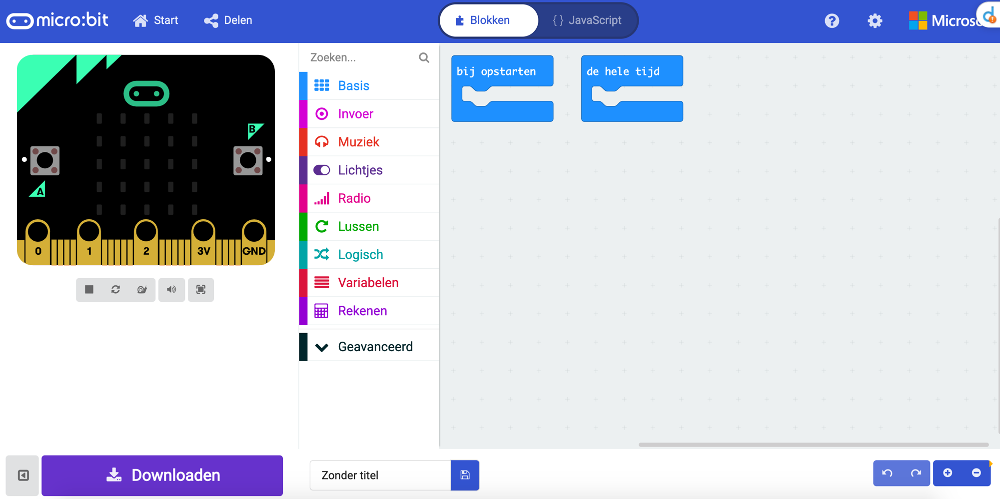 micro:bit
Start
Delen
Blokken
{ } JavaScript
Zoeken...
Basis
Invoer
Muziek
Lichtjes
Radio
Lussen
Logisch
Variabelen
Rekenen
Geavanceerd
bij opstarten
de hele tijd
B
A
0
1
2
3V
GND
Downloaden
Zonder titel